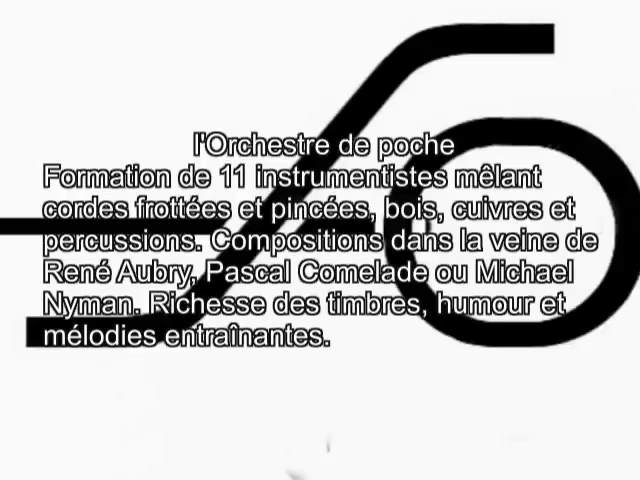 l'Orchestre de poche
Formation de 11 instrumentistes mêlant
cordes frottées et pincées, bois, cuivres et
percussions. Compositions dans la veine de
René Aubry, Pascal Comelade ou Michael
Nyman. Richesse des timbres, humour et
mélodies entraînantes.